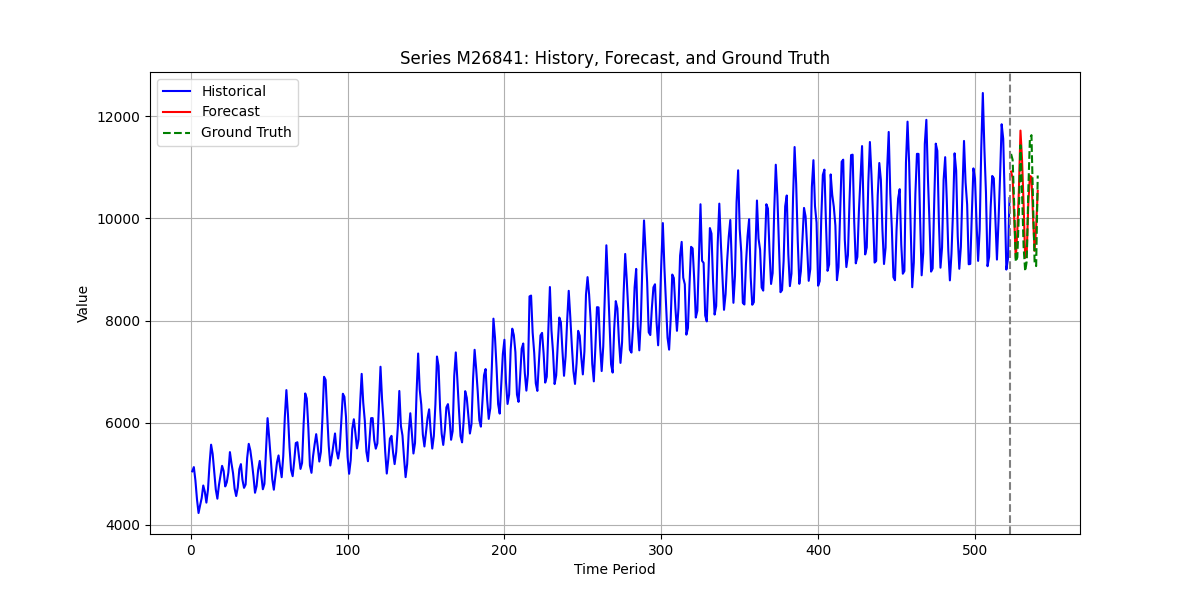 Series M26841: History, Forecast, and Ground Truth
Historical
Forecast
Ground Truth
12000
10000
8000
6000
4000
Value
0 100 200 300 400 500
Time Period